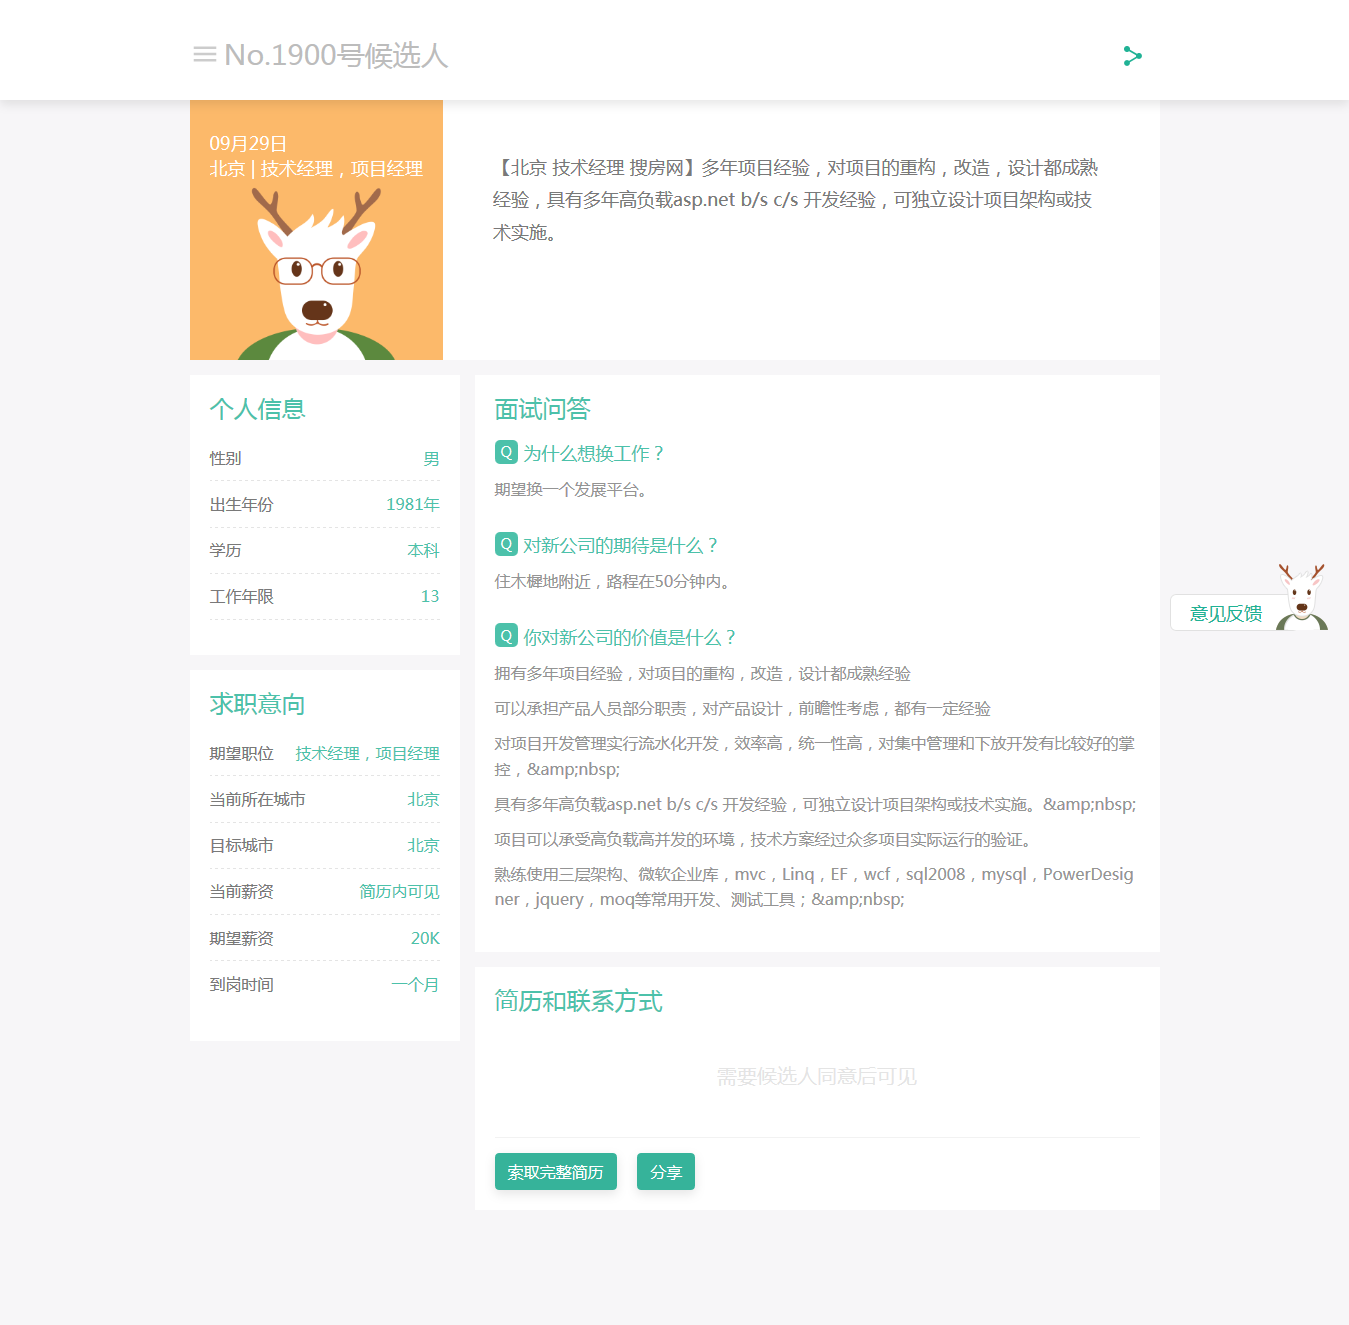 No.1900号候选人
09月29日
北京 | 技术经理，项目经理
【北京 技术经理 搜房网】多年项目经验，对项目的重构，改造，设计都成熟
经验，具有多年高负载asp.net b/s c/s 开发经验，可独立设计项目架构或技
术实施。
个人信息
性别 男
出生年份 1981年
学历 本科
工作年限 13
求职意向
期望职位 技术经理，项目经理
当前所在城市 北京
目标城市 北京
当前薪资 简历内可见
期望薪资 20K
到岗时间 一个月
面试问答
Q 为什么想换工作？
期望换一个发展平台。
Q 对新公司的期待是什么？
住木樨地附近，路程在50分钟内。
Q 你对新公司的价值是什么？
拥有多年项目经验，对项目的重构，改造，设计都成熟经验
可以承担产品人员部分职责，对产品设计，前瞻性考虑，都有一定经验
对项目开发管理实行流水化开发，效率高，统一性高，对集中管理和下放开发有比较好的掌
控，&amp;nbsp;
具有多年高负载asp.net b/s c/s 开发经验，可独立设计项目架构或技术实施。&amp;nbsp;
项目可以承受高负载高并发的环境，技术方案经过众多项目实际运行的验证。
熟练使用三层架构、微软企业库，mvc，Linq，EF，wcf，sql2008，mysql，PowerDesig
ner，jquery，moq等常用开发、测试工具；&amp;nbsp;
简历和联系方式
需要候选人同意后可见
索取完整简历 分享
意见反馈